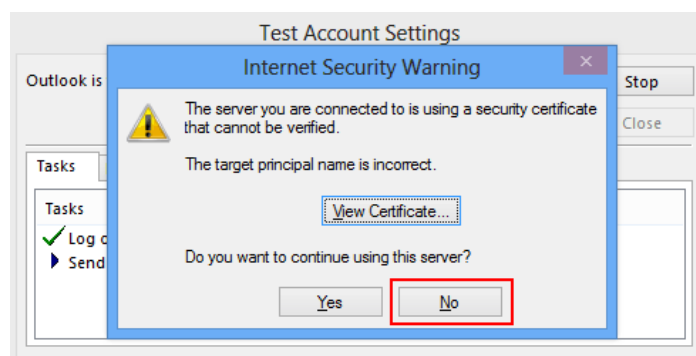 Test Account Settings
Internet Security Warning
Outlook is
Stop
The server you are connected to is using a security certificate
that cannot be verified.
Close
The target principal name is incorrect.
Tasks
View Certificate...
Tasks
Log
Send
Do you want to continue using this server?
Yes
No